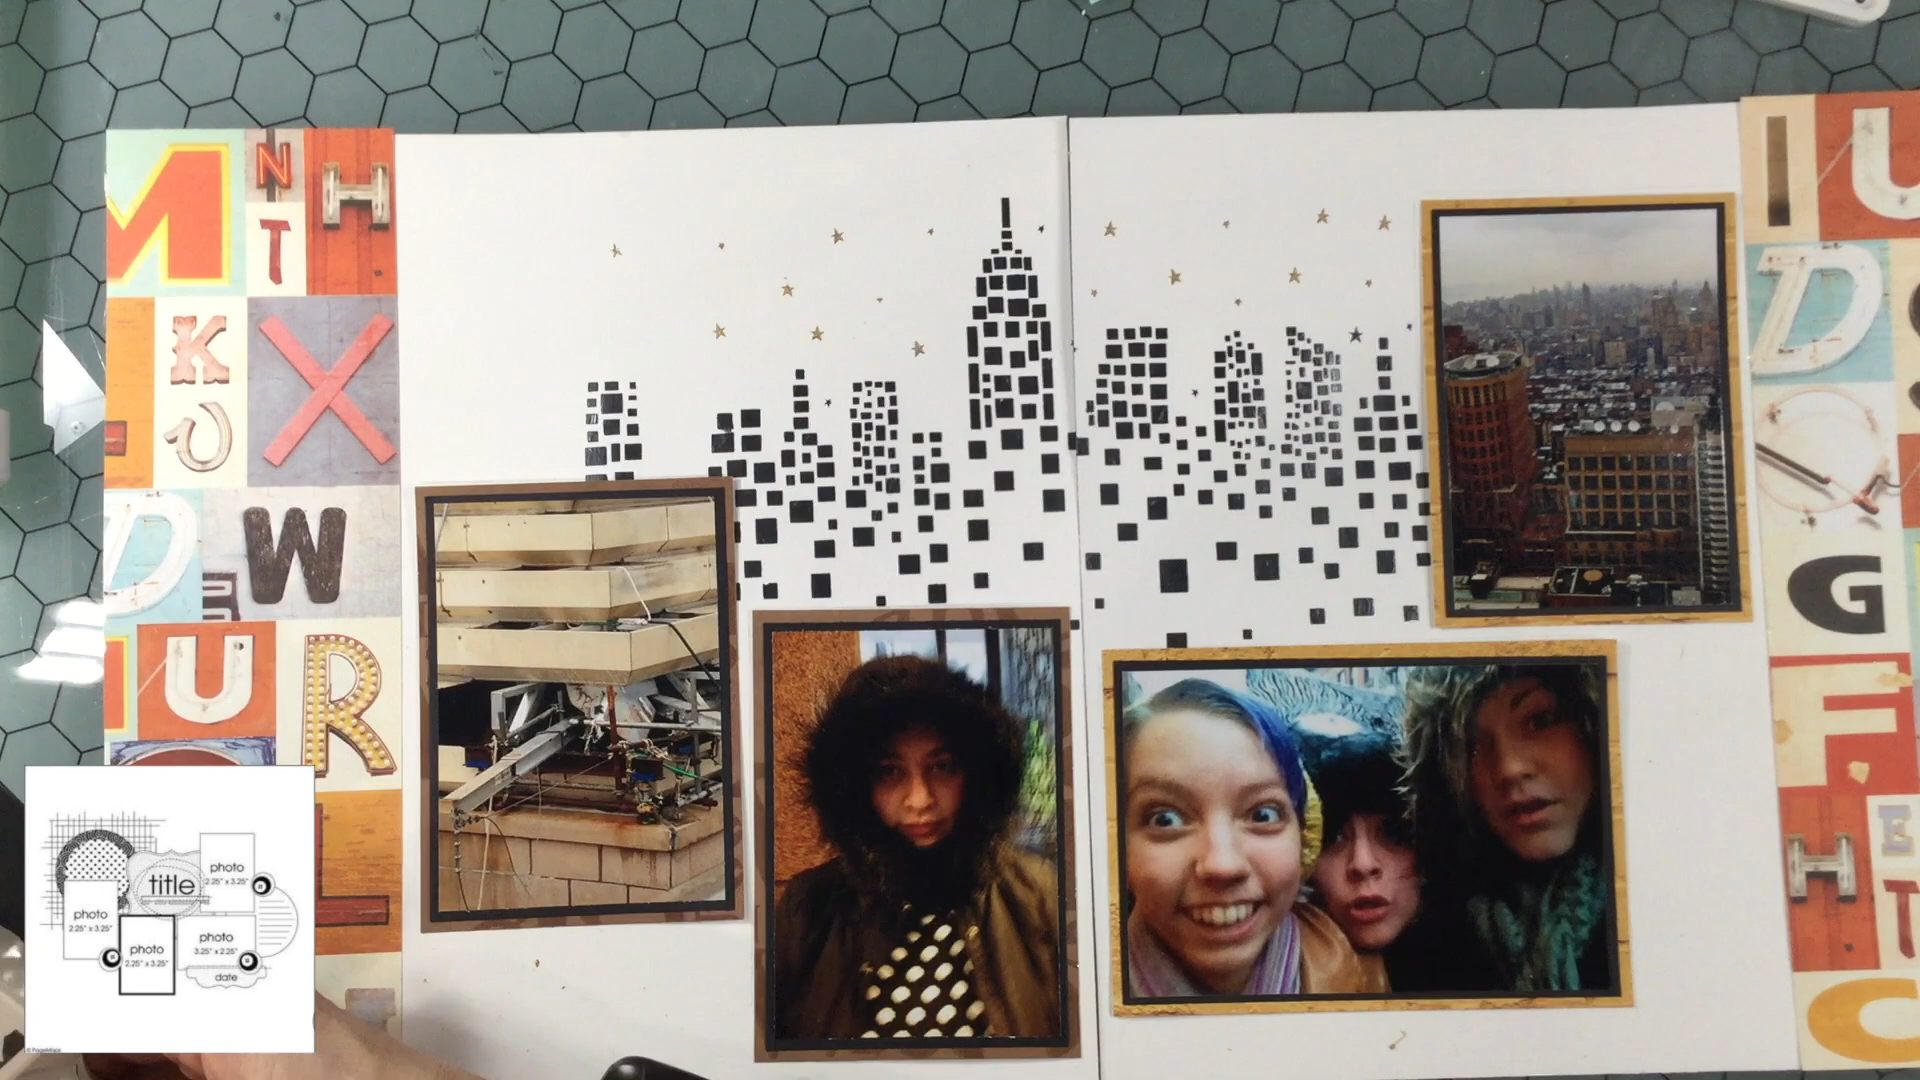 M
N
H
T
K
U
X
D
W
U
R
L
I
U
D
G
F
H
E
T
C
title
photo
2.25" x 3.25"
photo
2.25" x 3.25"
photo
2.25" x 3.25"
photo
3.25" x 2.25"
date
© PageMaps